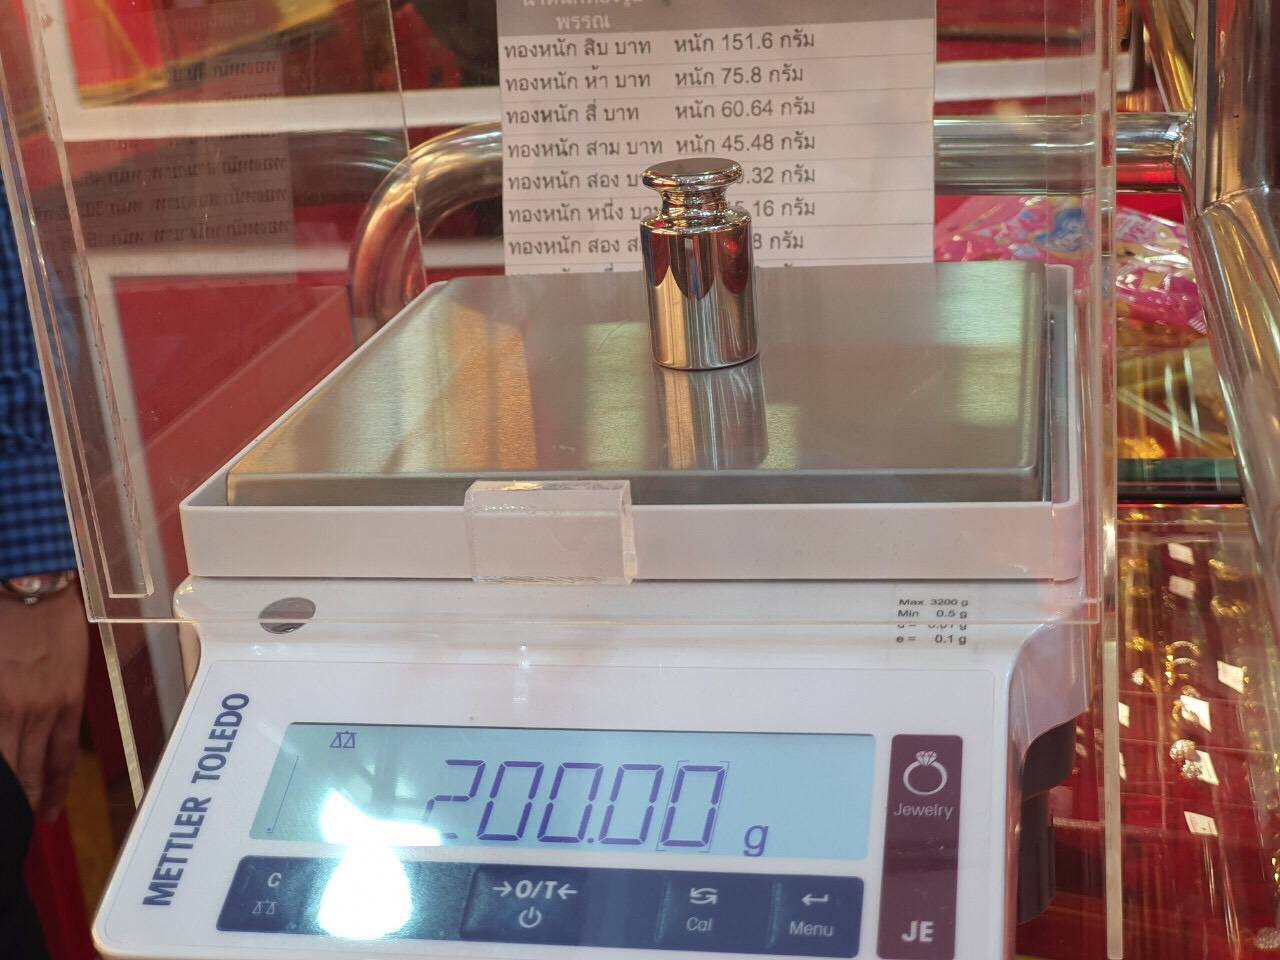 พรรณ
ทองหนัก สิบ บาท หนัก 151.6 กรัม
ทองหนัก ห้า บาท หนัก 75.8 กรัม
ทองหนัก สี่ บาท หนัก 60.64 กรัม
ทองหนัก สาม บาท หนัก 45.48 กรัม
ทองหนัก สอง .32 กรัม
ทองหนัก หนึ่ง .16 กรัม
ทองหนัก สอง 8 กรัม
Max 3200 g
Min 0.5 g
e = 0.1 g
METTLER TOLEDO
200.00 g
Jewelry
JE
C
→O/T←
Cal
Menu